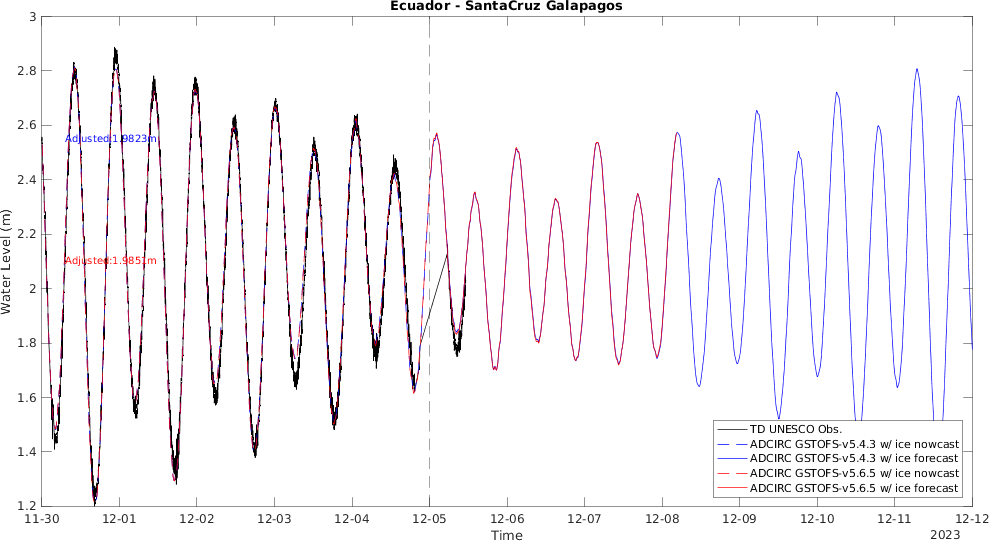 Ecuador - SantaCruz Galapagos
Water Level (m)
3
2.8
2.6
2.4
2.2
2
1.8
1.6
1.4
1.2
Adjusted:1.9823m
Adjusted:1.9851m
TD UNESCO Obs.
ADCIRC GSTOFS-v5.4.3 w/ ice nowcast
ADCIRC GSTOFS-v5.4.3 w/ ice forecast
ADCIRC GSTOFS-v5.6.5 w/ ice nowcast
ADCIRC GSTOFS-v5.6.5 w/ ice forecast
11-30 12-01 12-02 12-03 12-04 12-05 12-06 12-07 12-08 12-09 12-10 12-11 12-12
Time
2023